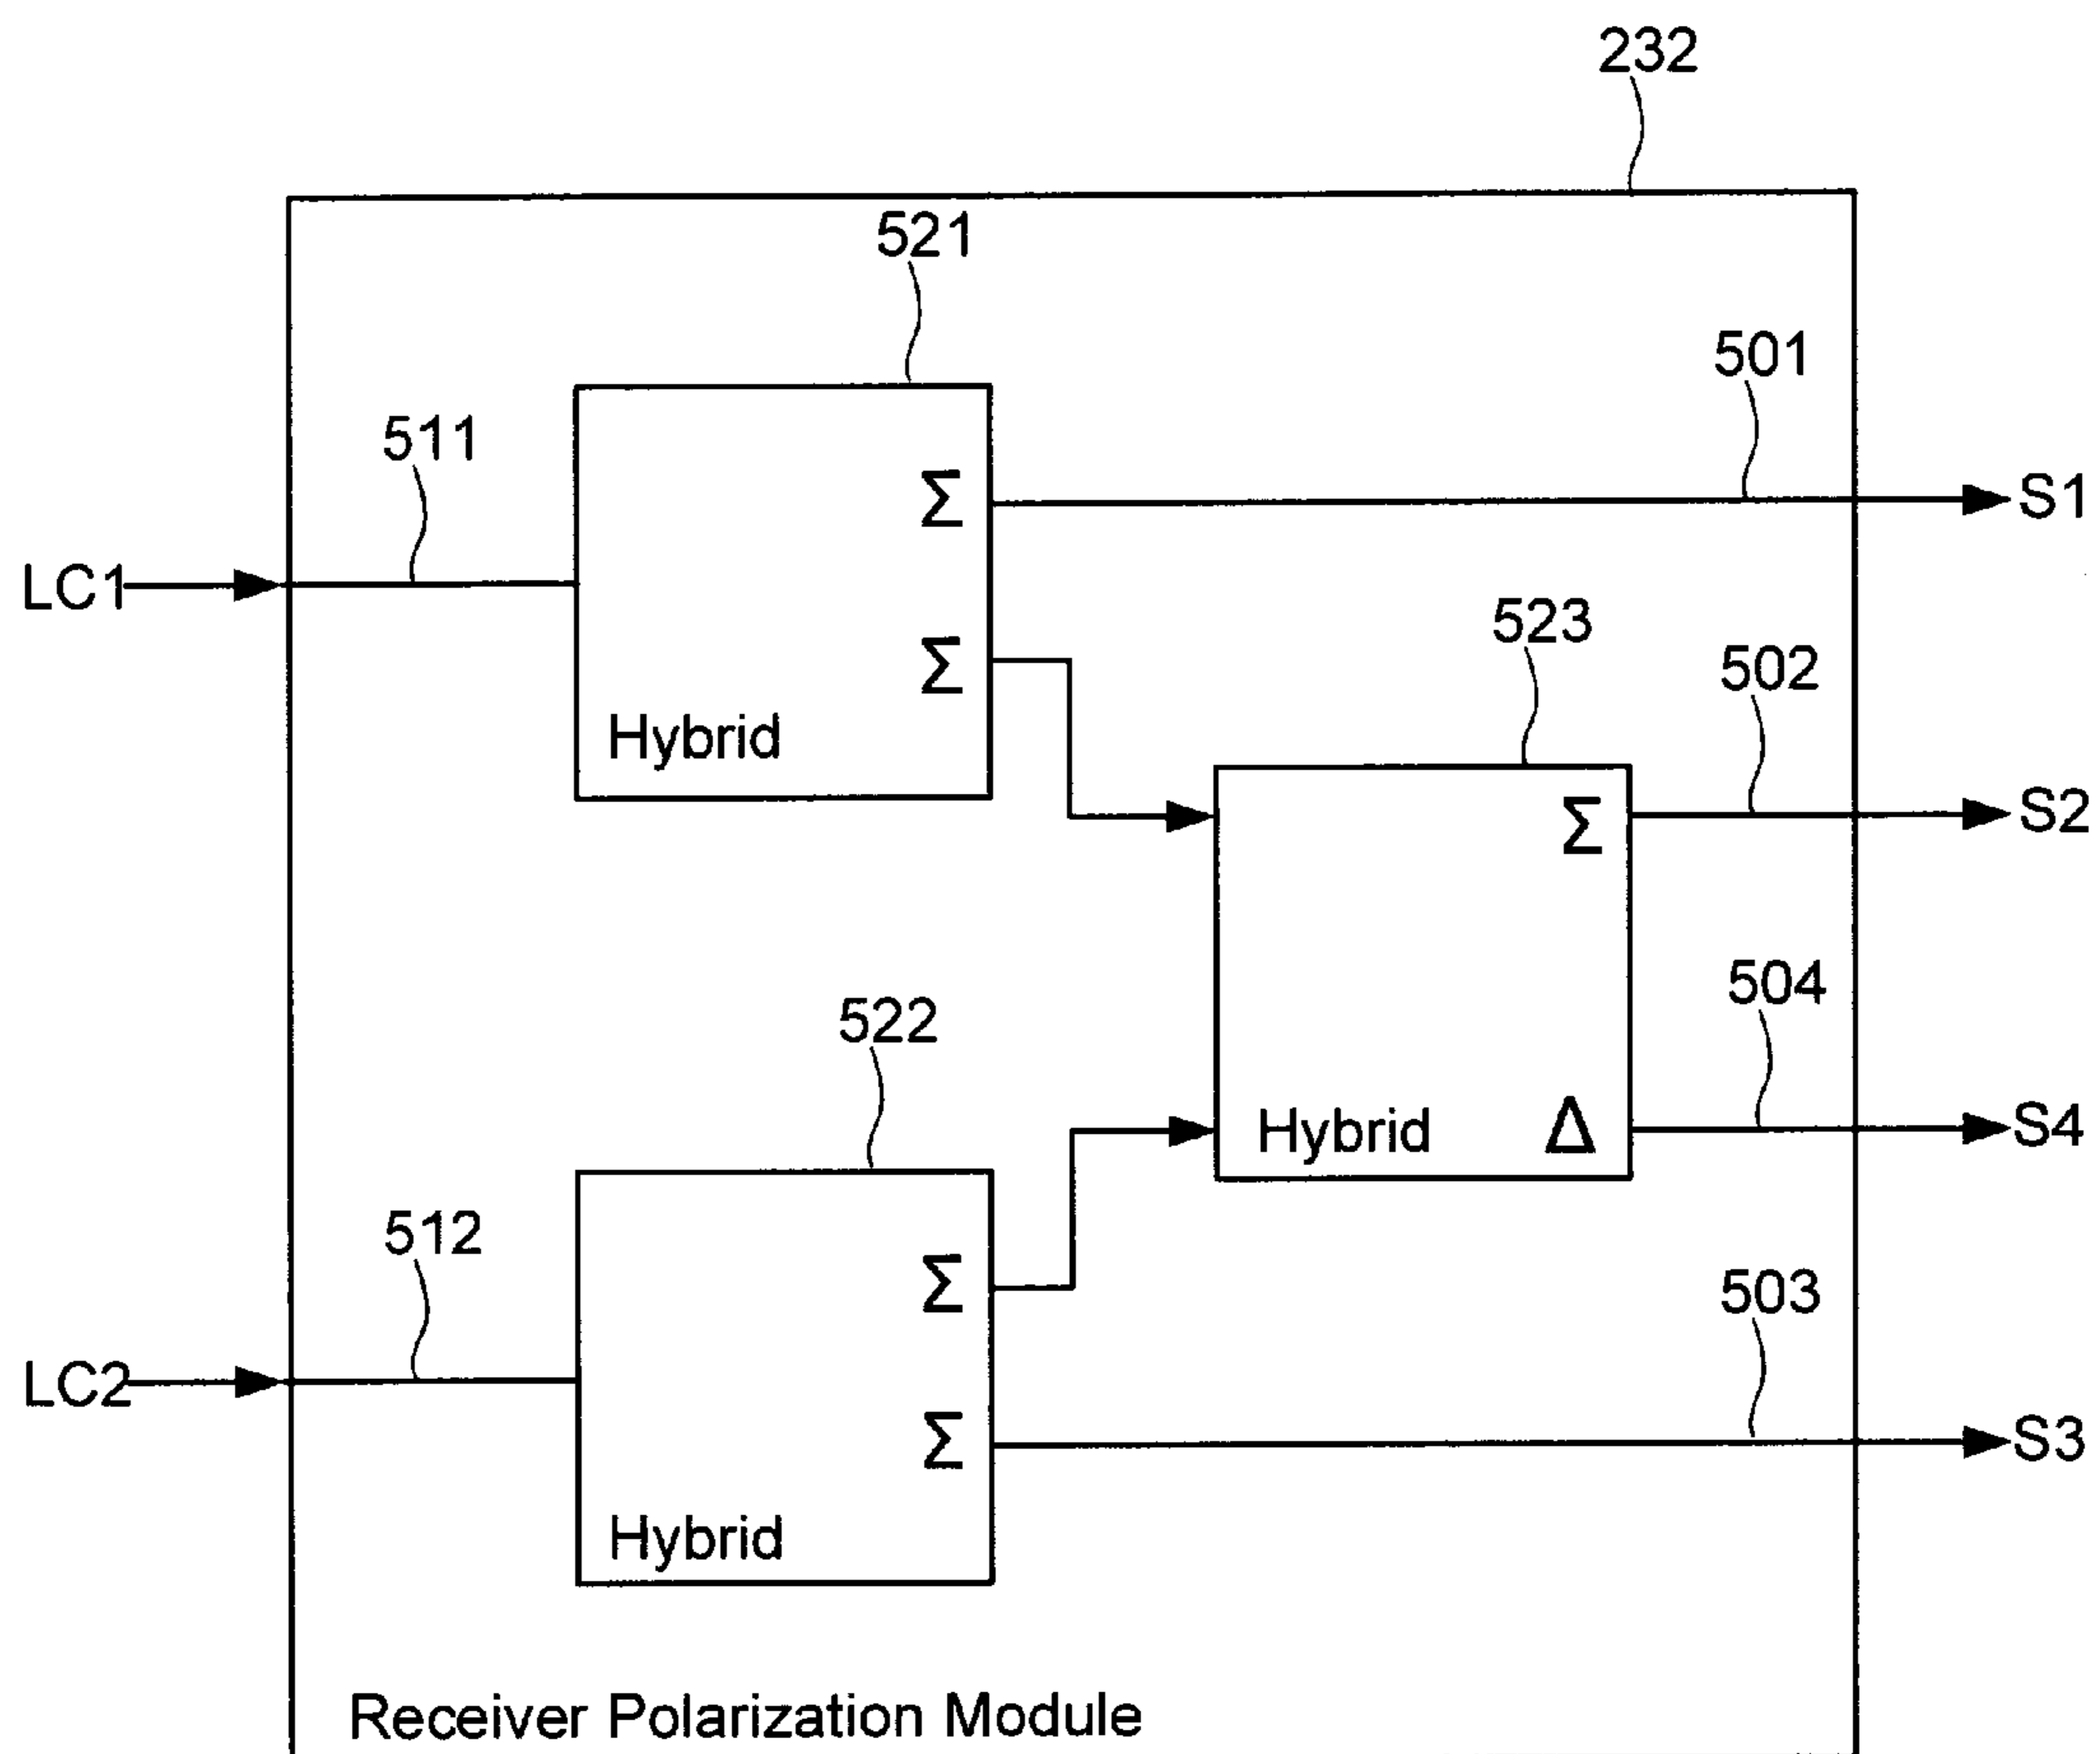 232
521
501
511
Σ
S1
LC1
523
Σ
502
Hybrid
Σ
S2
504
522
Hybrid
Δ
S4
512
Σ
503
LC2
Σ
S3
Hybrid
Receiver Polarization Module